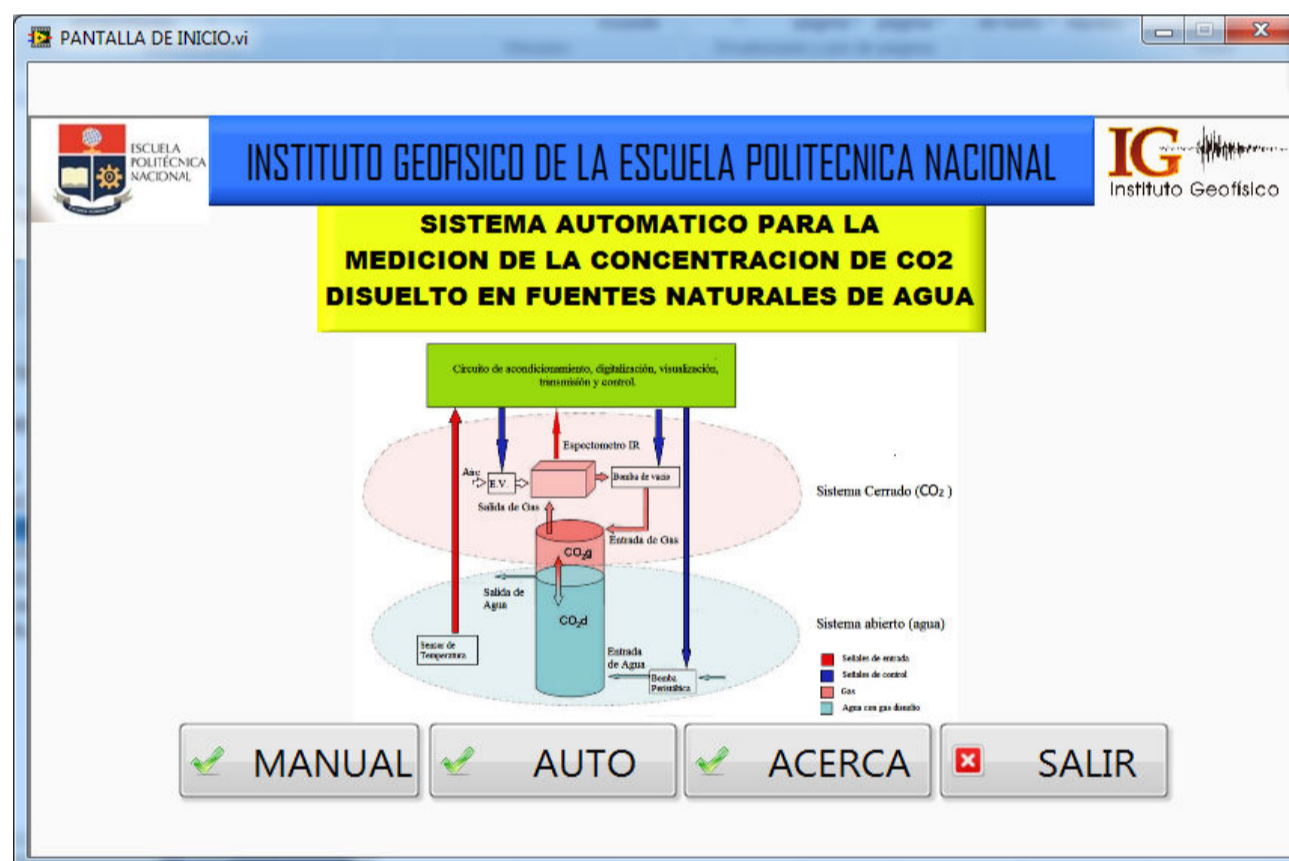 PANTALLA DE INICIO.vi
ESCUELA
POLITÉCNICA
NACIONAL
INSTITUTO GEOFISICO DE LA ESCUELA POLITECNICA NACIONAL
IG
Instituto Geofísico
SISTEMA AUTOMATICO PARA LA
MEDICION DE LA CONCENTRACION DE CO2
DISUELTO EN FUENTES NATURALES DE AGUA
Circuito de acondicionamiento, digitalización, visualización,
transmisión y control.
Espectometro IR
Aire
E.V.
Bomba de vacio
Salida de Gas
Entrada de Gas
CO₂g
Sistema Cerrado (CO₂ )
Salida de
Agua
CO₂d
Sistema abierto (agua)
Sensor de
Temperatura
Entrada
de Agua
Bomba
Peristáltica
Señales de entrada
Señales de control
Gas
Agua con gas disuelto
MANUAL
AUTO
ACERCA
SALIR